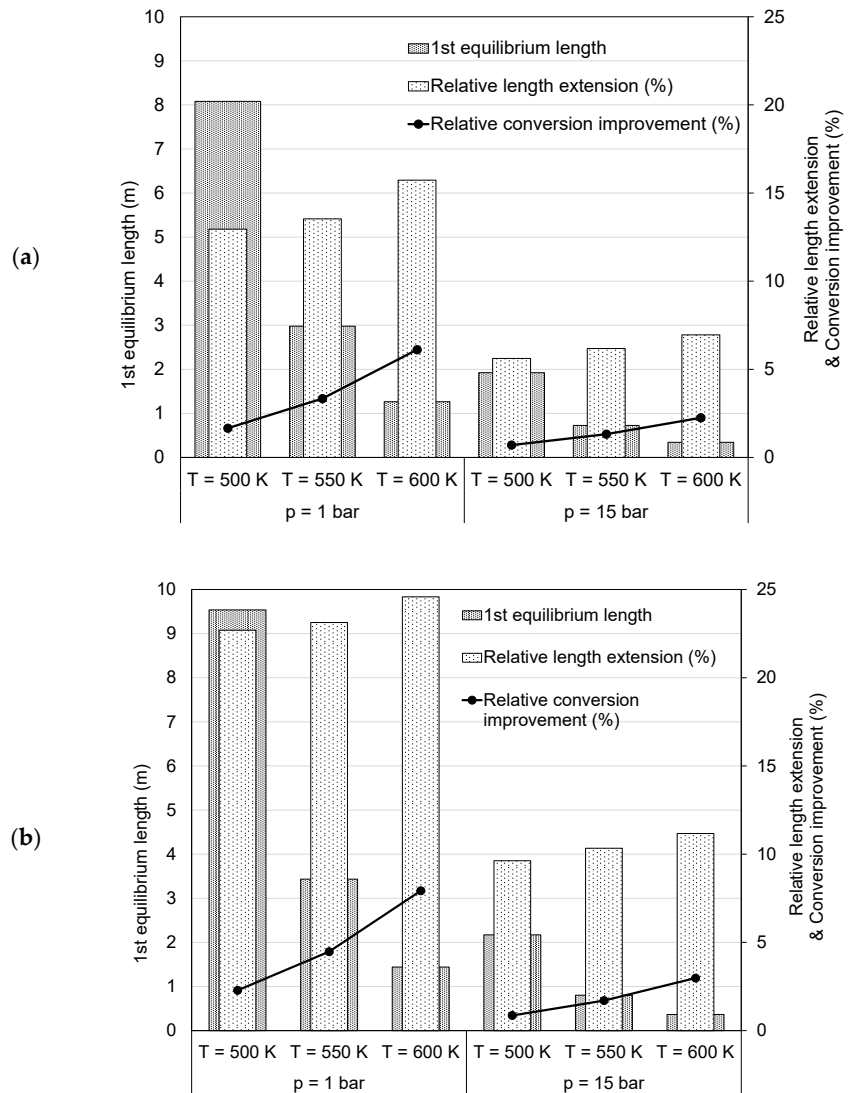 (a)
10
9
8
7
6
5
4
3
2
1
0
1st equilibrium length (m)
25
20
15
10
5
0
Relative length extension
& Conversion improvement (%)
1st equilibrium length
Relative length extension (%)
Relative conversion improvement (%)
T = 500 K T = 550 K T = 600 K T = 500 K T = 550 K T = 600 K
p = 1 bar p = 15 bar
(b)
10
9
8
7
6
5
4
3
2
1
0
1st equilibrium length (m)
25
20
15
10
5
0
Relative length extension
& Conversion improvement (%)
1st equilibrium length
Relative length extension (%)
Relative conversion
improvement (%)
T = 500 K T = 550 K T = 600 K T = 500 K T = 550 K T = 600 K
p = 1 bar p = 15 bar